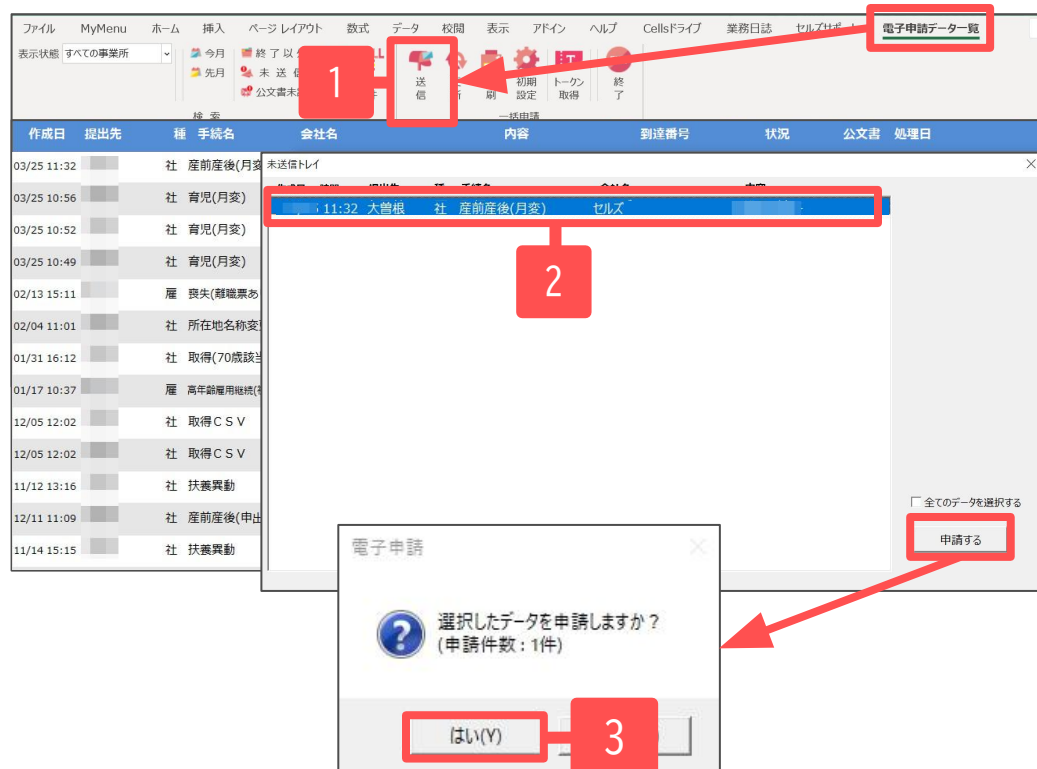 ファイル MyMenu ホーム 挿入 ページ レイアウト 数式 データ 校閲 表示 アドイン ヘルプ Cellsドライブ 業務日誌 セルズサポート 電子申請データ一覧
表示状態 すべての事業所 今月 終了以 送 初期 トークン 終
先月 未送信 信 刷 設定 取得 了
公文書未
検索 一括申請
1
作成日 提出先 種 手続名 会社名 内容 到達番号 状況 公文書 処理日
03/25 11:32 社 産前産後(月変
03/25 10:56 社 育児(月変)
03/25 10:52 社 育児(月変)
03/25 10:49 社 育児(月変)
02/13 15:11 雇 喪失(離職票あ
02/04 11:01 社 所在地名称変
01/31 16:12 社 取得(70歳該
01/17 10:37 雇 高年齢雇用継続(
12/05 12:02 社 取得CSV
12/05 12:02 社 取得CSV
11/12 13:16 社 扶養異動
12/11 11:09 社 産前産後(申出
11/14 15:15 社 扶養異動
未送信トレイ
11:32 大曽根 社 産前産後(月変) セルズ
2
全てのデータを選択する
申請する
電子申請
選択したデータを申請しますか?
(申請件数:1件)
はい(Y)
3